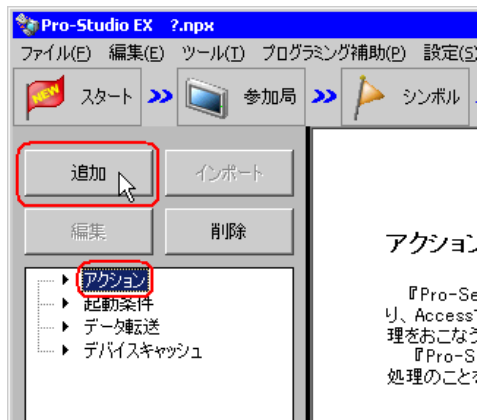 Pro-Studio EX ?.npx
ファイル(F) 編集(E) ツール(T) プログラミング補助(P) 設定(S)
NEW スタート 参加局 シンボル
追加 インポート
編集 削除
アクション
起動条件
データ転送
デバイスキャッシュ
アクション
『Pro-Se
り、Access
理をおこなう
『Pro-S
処理のことを